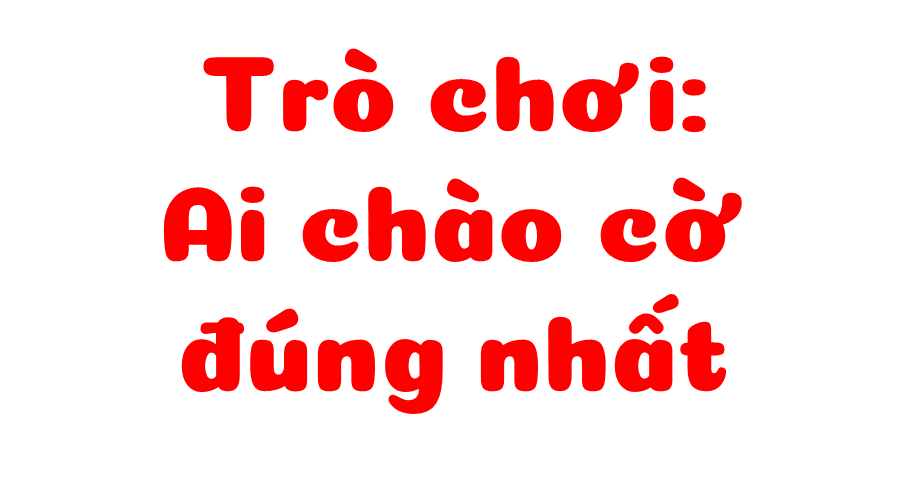 Trò chơi:
Ai chào cờ
đúng nhất